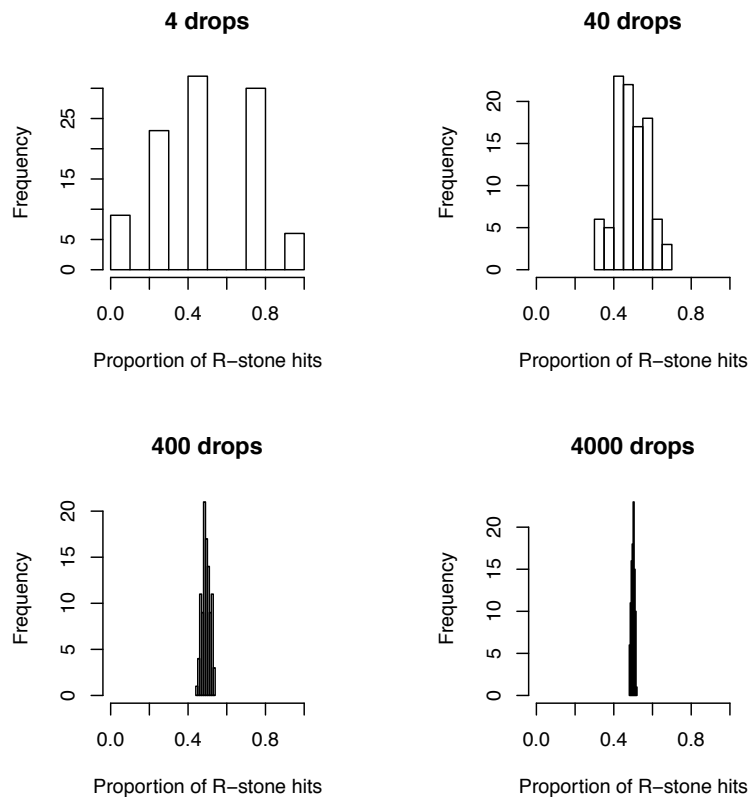 4 drops
Frequency
0 5 15 25
0.0 0.4 0.8
Proportion of R−stone hits
40 drops
Frequency
0 5 10 15 20
0.0 0.4 0.8
Proportion of R−stone hits
400 drops
Frequency
0 5 10 15 20
0.0 0.4 0.8
Proportion of R−stone hits
4000 drops
Frequency
0 5 10 15 20
0.0 0.4 0.8
Proportion of R−stone hits